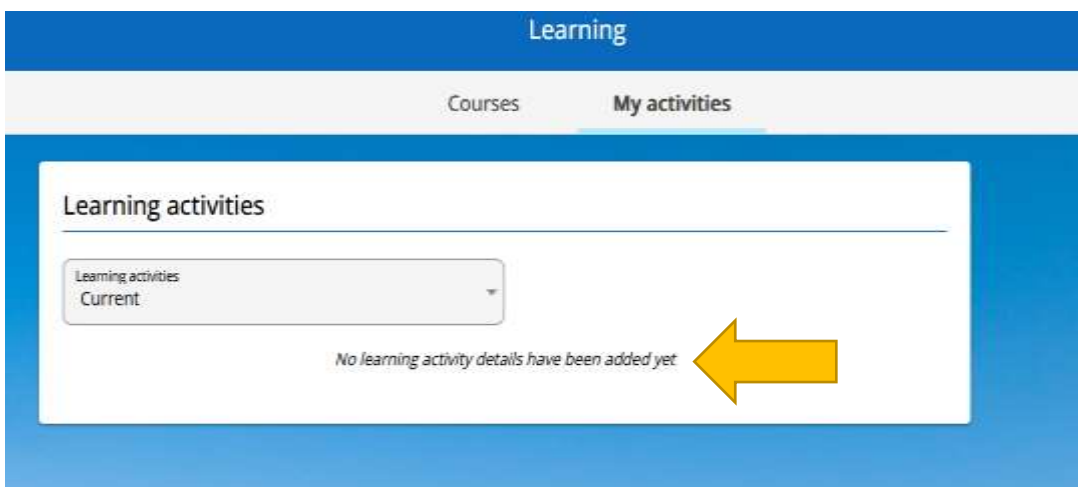 Learning
Courses My activities
Learning activities
Learning activities
Current
No learning activity details have been added yet